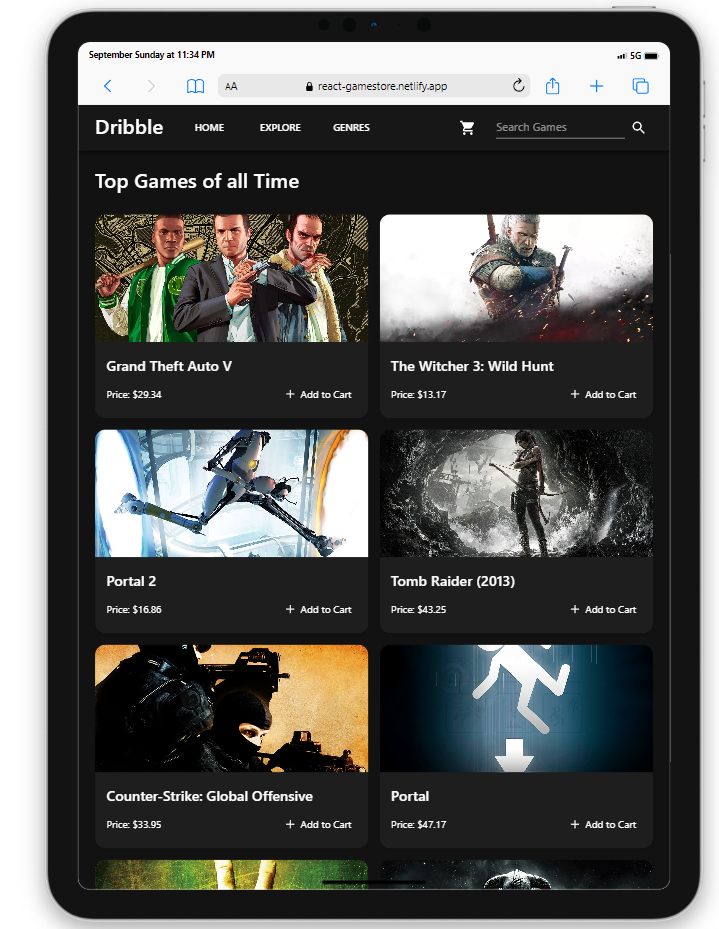 September Sunday at 11:34 PM 5G
AA react-gamestore.netlify.app
Dribble HOME EXPLORE GENRES Search Games
Top Games of all Time
Grand Theft Auto V
Price: $29.34 + Add to Cart
The Witcher 3: Wild Hunt
Price: $13.17 + Add to Cart
Portal 2
Price: $16.86 + Add to Cart
Tomb Raider (2013)
Price: $43.25 + Add to Cart
Counter-Strike: Global Offensive
Price: $33.95 + Add to Cart
Portal
Price: $47.17 + Add to Cart